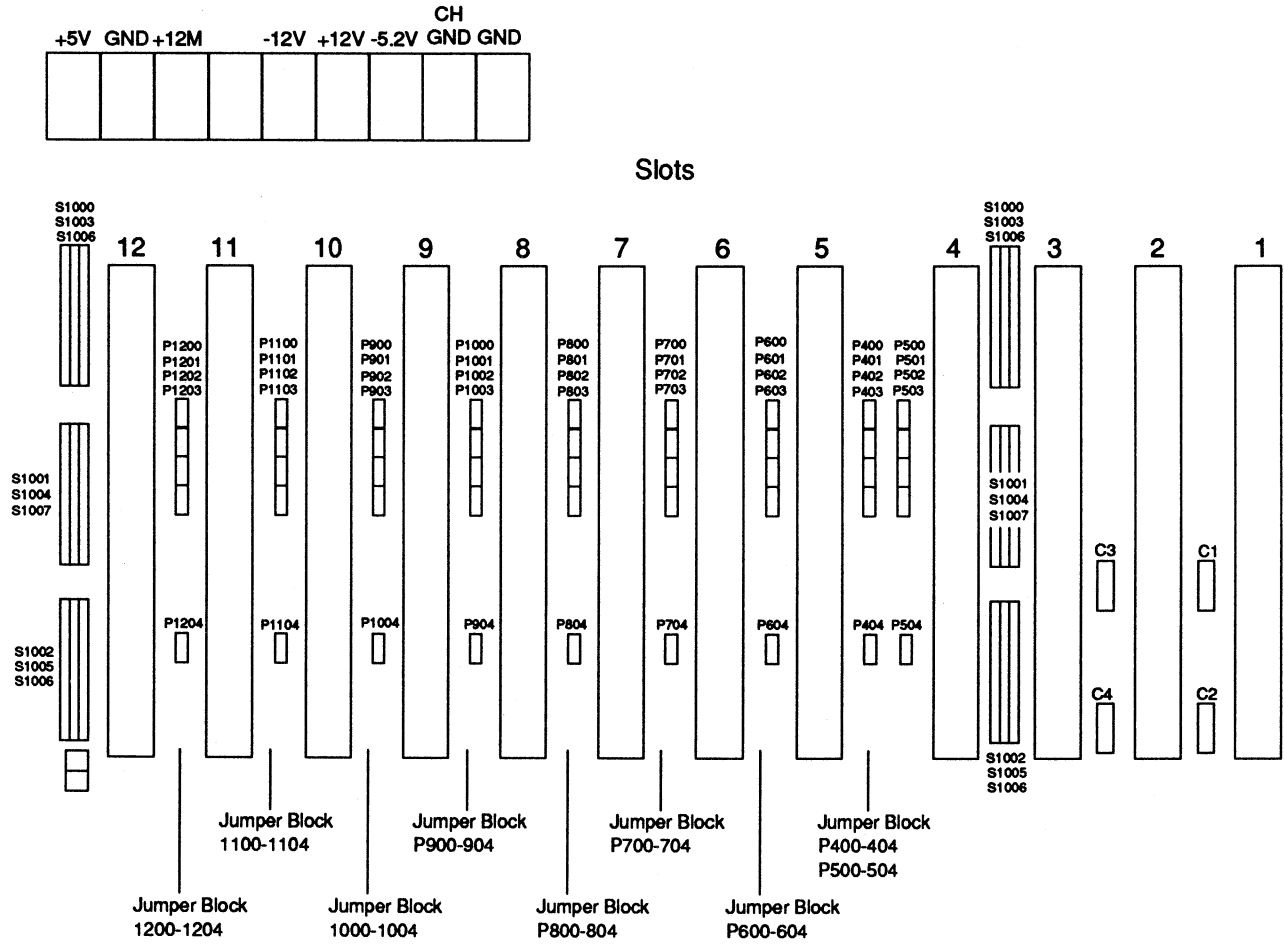 CH
+5V GND +12M -12V +12V -5.2V GND GND
Slots
S1000
S1003
S1006
12 11 10 9 8 7 6 5 4 3 2 1
S1000
S1003
S1006
P1200
P1201
P1202
P1203
P1100
P1101
P1102
P1103
P900
P901
P902
P903
P1000
P1001
P1002
P1003
P800
P801
P802
P803
P700
P701
P702
P703
P600
P601
P602
P603
P400
P401
P402
P403
P500
P501
P502
P503
S1001
S1004
S1007
S1001
S1004
S1007
C3 C1
P1204 P1104 P1004 P904 P804 P704 P604 P404 P504
S1002
S1005
S1006
C4 C2
S1002
S1005
S1006
Jumper Block
1100-1104
Jumper Block
P900-904
Jumper Block
P700-704
Jumper Block
P400-404
P500-504
Jumper Block
1200-1204
Jumper Block
1000-1004
Jumper Block
P800-804
Jumper Block
P600-604